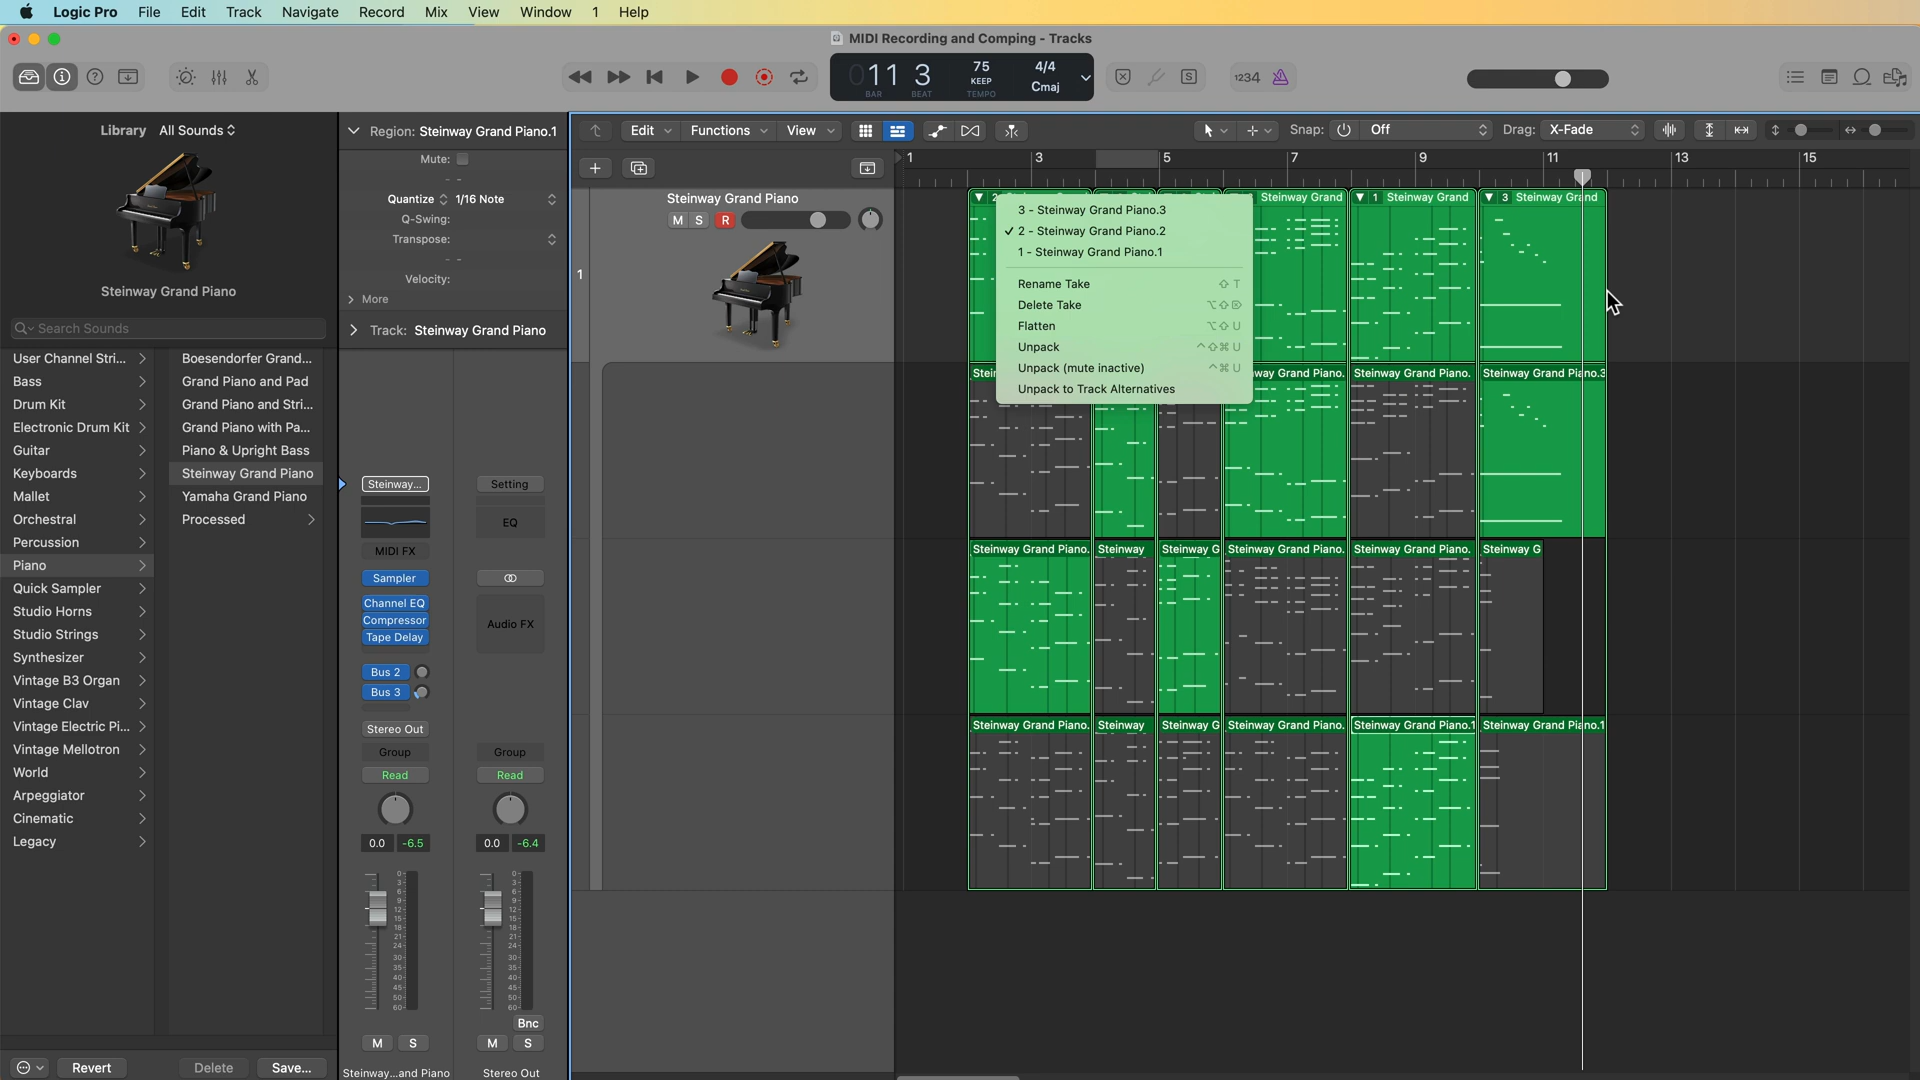 Logic Pro File Edit Track Navigate Record Mix View Window 1 Help
MIDI Recording and Comping - Tracks
11 3 75 4/4
KEEP Cmaj
BAR BEAT TEMPO
S
1234
Library All Sounds
Steinway Grand Piano
Search Sounds
User Channel Stri...
Bass
Drum Kit
Electronic Drum Kit
Guitar
Keyboards
Mallet
Orchestral
Percussion
Piano
Quick Sampler
Studio Horns
Studio Strings
Synthesizer
Vintage B3 Organ
Vintage Clav
Vintage Electric Pi...
Vintage Mellotron
World
Arpeggiator
Cinematic
Legacy
Boesendorfer Grand...
Grand Piano and Pad
Grand Piano and Stri...
Grand Piano with Pa...
Piano & Upright Bass
Steinway Grand Piano
Yamaha Grand Piano
Processed
Revert Delete Save...
Region: Steinway Grand Piano.1
Mute:
Quantize 1/16 Note
Q-Swing:
Transpose:
Velocity:
More
Track: Steinway Grand Piano
Steinway... Setting
EQ
MIDI FX
Sampler
Channel EQ
Compressor
Tape Delay
Audio FX
Bus 2
Bus 3
Stereo Out
Group Group
Read Read
0.0 -6.5 0.0 -6.4
Bnc
M S M S
Steinway...and Piano Stereo Out
Edit Functions View
Snap: Off Drag: X-Fade
1 3 5 7 9 11 13 15
Steinway Grand Piano
M S R
1
Steinway Grand
1 Steinway Grand
3 Steinway Grand
3 - Steinway Grand Piano.3
✓ 2 - Steinway Grand Piano.2
1 - Steinway Grand Piano.1
Rename Take ⇧ T
Delete Take ⌥⇧⌦
Flatten ⌥⇧ U
Unpack ^⇧⌘ U
Unpack (mute inactive) ^⌘ U
Unpack to Track Alternatives
way Grand Piano. Steinway Grand Piano. Steinway Grand Piano.3
Steinway Grand Piano. Steinway Steinway G Steinway Grand Piano. Steinway Grand Piano. Steinway G
Steinway Grand Piano. Steinway Steinway G Steinway Grand Piano. Steinway Grand Piano.1 Steinway Grand Piano.1